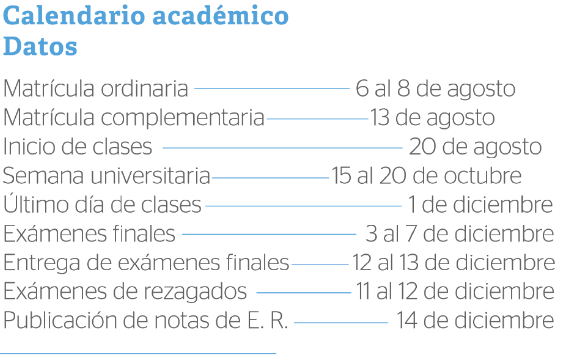 Calendario académico
Datos
Matrícula ordinaria 6 al 8 de agosto
Matrícula complementaria 13 de agosto
Inicio de clases 20 de agosto
Semana universitaria 15 al 20 de octubre
Último día de clases 1 de diciembre
Exámenes finales 3 al 7 de diciembre
Entrega de exámenes finales 12 al 13 de diciembre
Exámenes de rezagados 11 al 12 de diciembre
Publicación de notas de E. R. 14 de diciembre